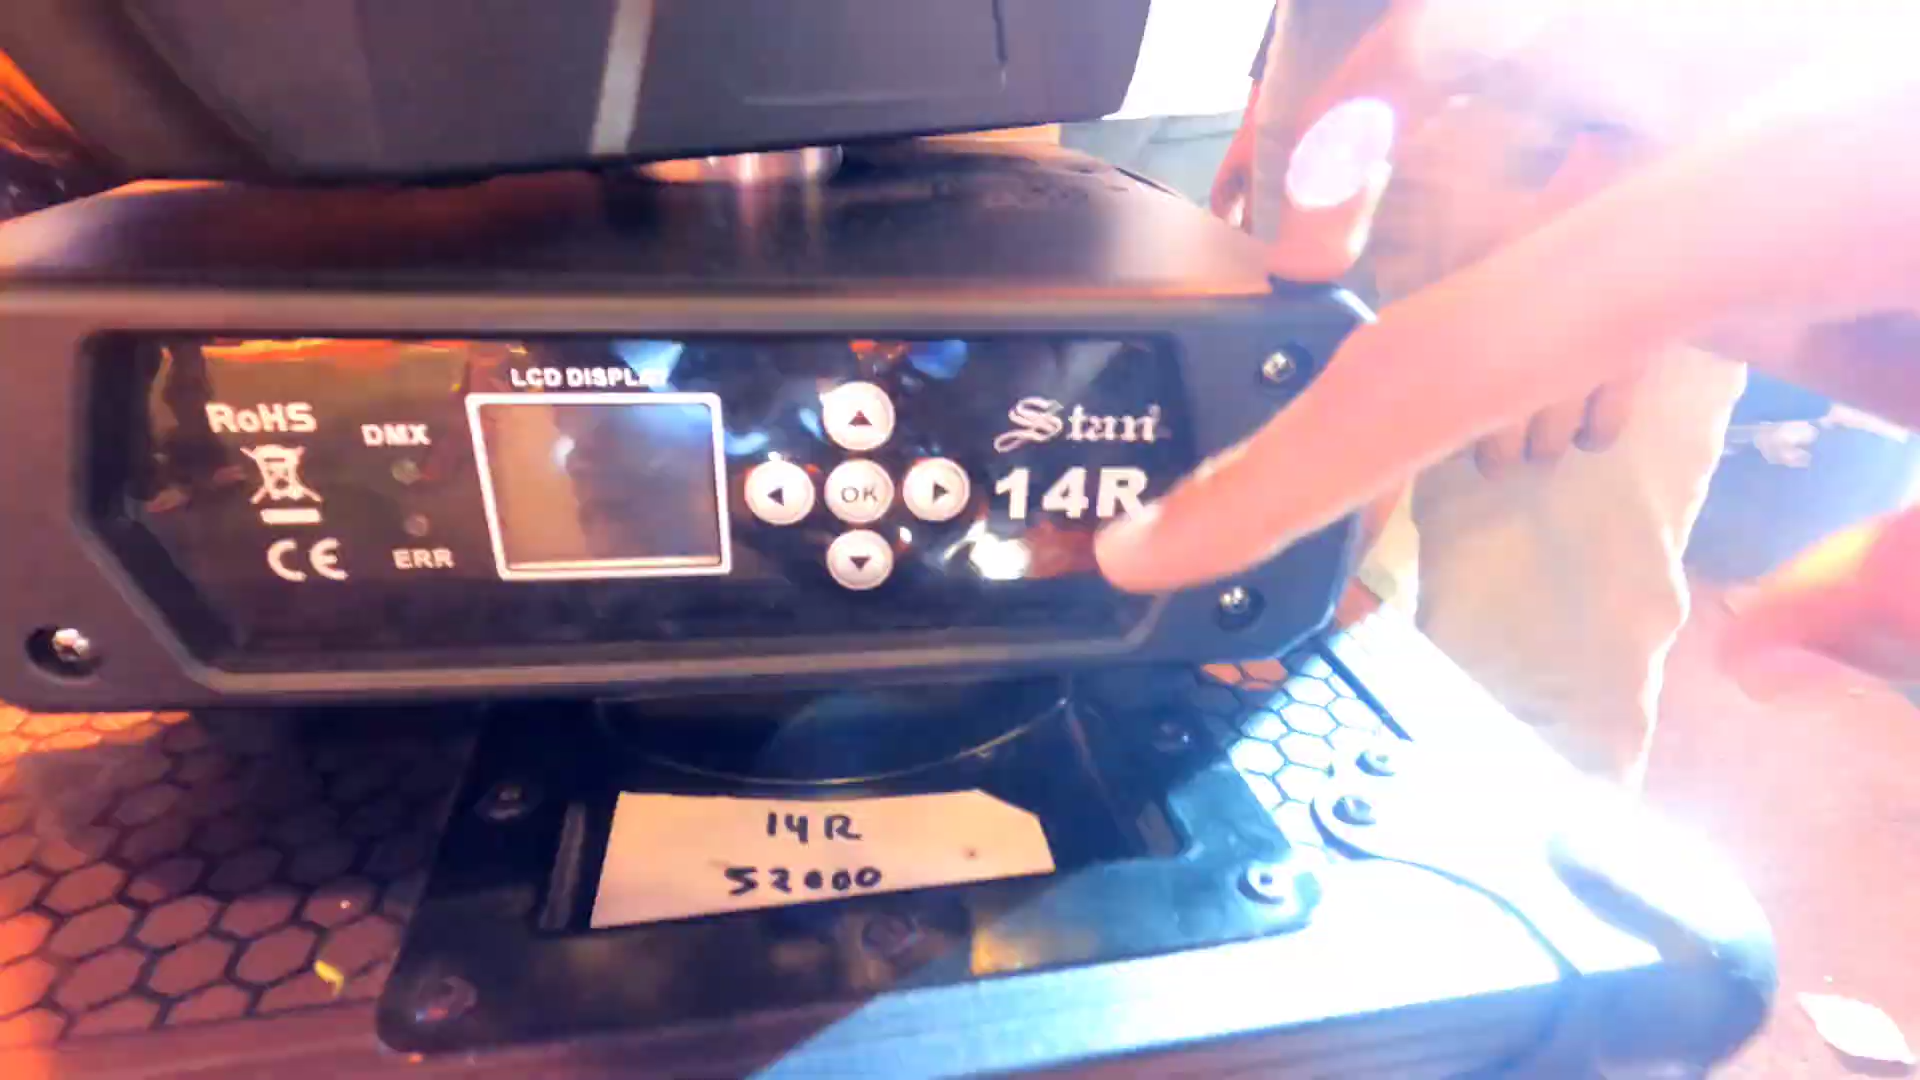 LCD DISPLAY
RoHS
DMX
CE
ERR
OK
Stan
14R
14R
52000